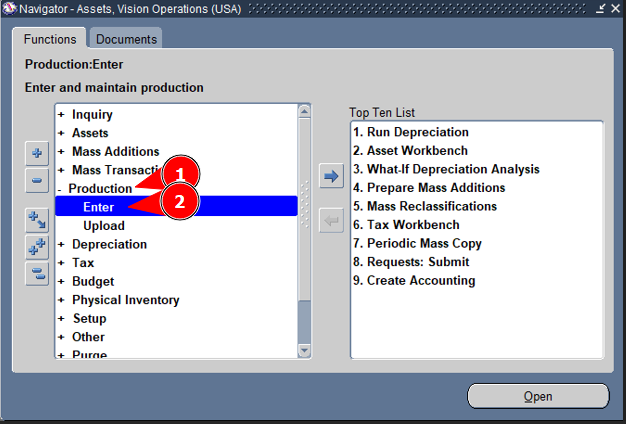 Navigator - Assets, Vision Operations (USA)
Functions
Documents
Production:Enter
Enter and maintain production
+ Inquiry
+ Assets
+ Mass Additions
+ Mass Transactio
- Production
Enter
Upload
+ Depreciation
+ Tax
+ Budget
+ Physical Inventory
+ Setup
+ Other
+ Purge
1
2
Top Ten List
1. Run Depreciation
2. Asset Workbench
3. What-If Depreciation Analysis
4. Prepare Mass Additions
5. Mass Reclassifications
6. Tax Workbench
7. Periodic Mass Copy
8. Requests: Submit
9. Create Accounting
Open